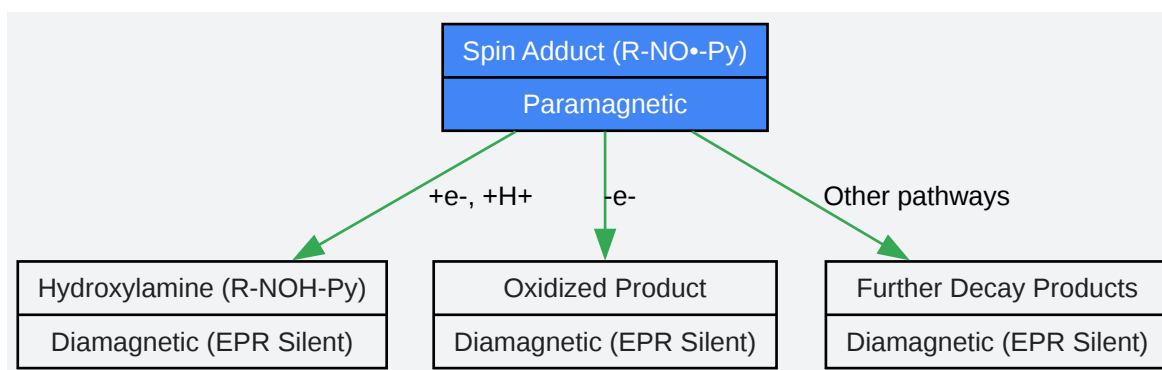 Spin Adduct (R-NO•-Py)
Paramagnetic
+e-, +H+
-e-
Other pathways
Hydroxylamine (R-NOH-Py)
Diamagnetic (EPR Silent)
Oxidized Product
Diamagnetic (EPR Silent)
Further Decay Products
Diamagnetic (EPR Silent)